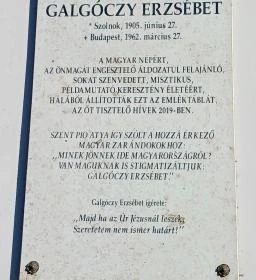 GALGÓCZY ERZSÉBET
* Szolnok, 1905. június 27.
+ Budapest, 1962. március 27.
A MAGYAR NÉPÉRT,
AZ ÖNMAGÁT ENGESZTELŐ ÁLDOZATUL FELAJÁNLÓ,
SOKAT SZENVEDETT, MISZTIKUS,
PÉLDAMUTATÓ KERESZTÉNY ÉLETÉÉRT,
HÁLÁBÓL ÁLLÍTOTTÁK EZT AZ EMLÉKTÁBLÁT,
AZ ŐT TISZTELŐ HÍVEK 2019-BEN.
SZENT PIO ATYA ÍGY SZÓLT A HOZZÁ ÉRKEZŐ
MAGYAR ZARÁNDOKOKHOZ:
„MINEK JÖNNEK IDE MAGYARORSZÁGRÓL?
VAN MAGUKNAK IS STIGMATIZÁLTJUK:
GALGÓCZY ERZSÉBET."
Galgóczy Erzsébet ígérete:
„Majd ha az Úr Jézusnál leszek,
Szeretetem nem ismer határt!"